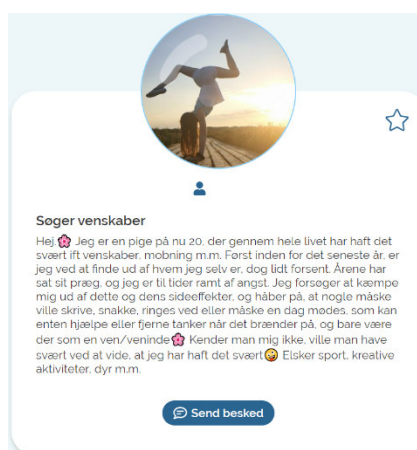 Søger venskaber
Hej 🌸 Jeg er en pige på nu 20, der gennem hele livet har haft det
svært ift venskaber, mobning m.m. Først inden for det seneste år, er
jeg ved at finde ud af hvem jeg selv er, dog lidt forsent. Årene har
sat sit præg, og jeg er til tider ramt af angst. Jeg forsøger at kæmpe
mig ud af dette og dens sideeffekter, og håber på, at nogle måske
ville skrive, snakke, ringes ved eller måske en dag mødes, som kan
enten hjælpe eller fjerne tanker når det brænder på, og bare være
der som en ven/veninde 🌸 Kender man mig ikke, ville man have
svært ved at vide, at jeg har haft det svært 😜 Elsker sport, kreative
aktiviteter, dyr m.m.
Send besked